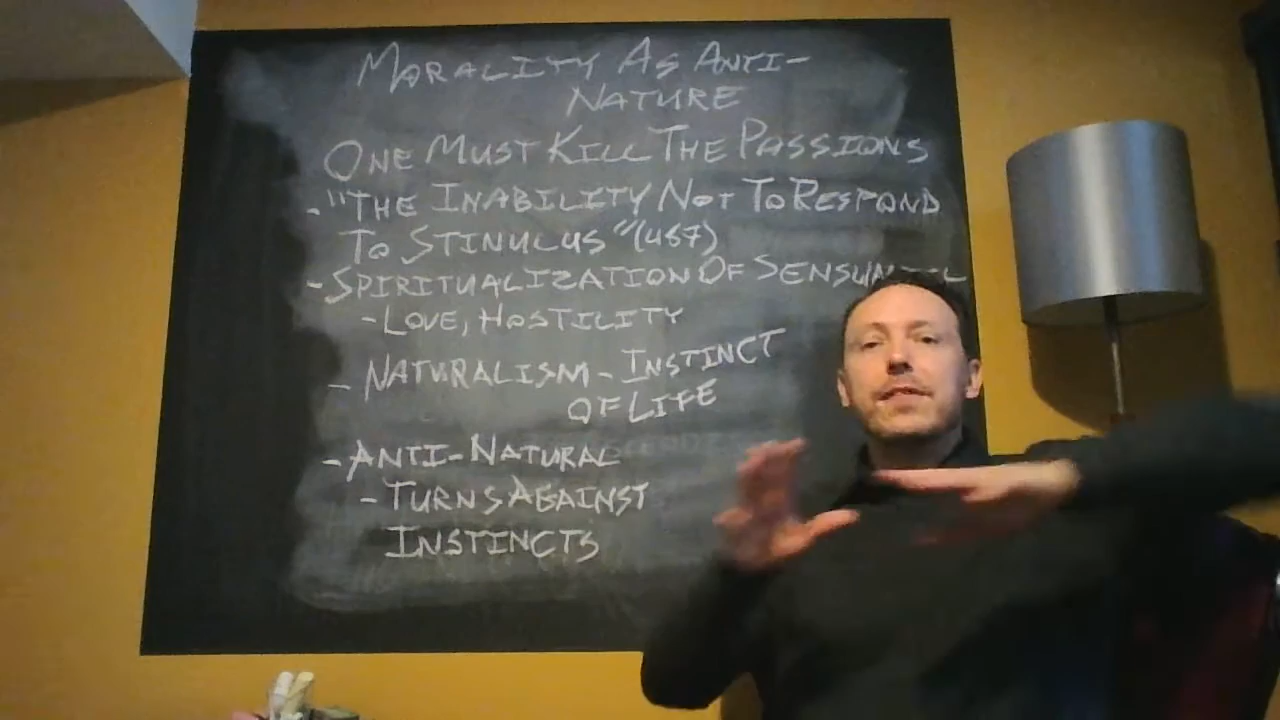 MORALITY AS ANTI-
NATURE
ONE MUST KILL THE PASSIONS
- "THE INABILITY NOT TO RESPOND
TO STINULUS" (487)
- SPIRITUALIZATION OF
- LOVE, HOSTILITY
- NATURALISM - INSTINCT
OF LIFE
- ANTI-NATURAL
- TURNS AGAINST
INSTINCTS